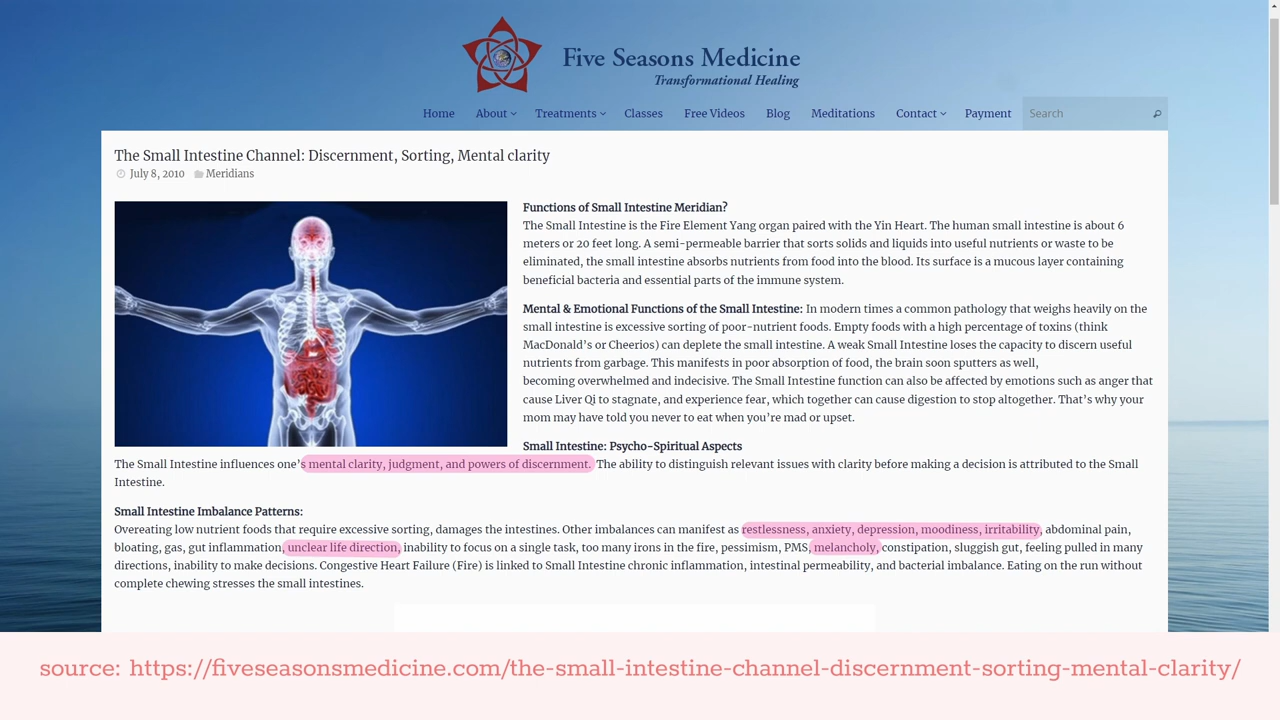 Five Seasons Medicine
Transformational Healing
Home About Treatments Classes Free Videos Blog Meditations Contact Payment Search
The Small Intestine Channel: Discernment, Sorting, Mental clarity
July 8, 2010 Meridians
Functions of Small Intestine Meridian?
The Small Intestine is the Fire Element Yang organ paired with the Yin Heart. The human small intestine is about 6
meters or 20 feet long. A semi-permeable barrier that sorts solids and liquids into useful nutrients or waste to be
eliminated, the small intestine absorbs nutrients from food into the blood. Its surface is a mucous layer containing
beneficial bacteria and essential parts of the immune system.
Mental & Emotional Functions of the Small Intestine: In modern times a common pathology that weighs heavily on the
small intestine is excessive sorting of poor-nutrient foods. Empty foods with a high percentage of toxins (think
MacDonald's or Cheerios) can deplete the small intestine. A weak Small Intestine loses the capacity to discern useful
nutrients from garbage. This manifests in poor absorption of food, the brain soon sputters as well,
becoming overwhelmed and indecisive. The Small Intestine function can also be affected by emotions such as anger that
cause Liver Qi to stagnate, and experience fear, which together can cause digestion to stop altogether. That's why your
mom may have told you never to eat when you're mad or upset.
Small Intestine: Psycho-Spiritual Aspects
The Small Intestine influences one's mental clarity, judgment, and powers of discernment. The ability to distinguish relevant issues with clarity before making a decision is attributed to the Small
Intestine.
Small Intestine Imbalance Patterns:
Overeating low nutrient foods that require excessive sorting, damages the intestines. Other imbalances can manifest as restlessness, anxiety, depression, moodiness, irritability, abdominal pain,
bloating, gas, gut inflammation, unclear life direction, inability to focus on a single task, too many irons in the fire, pessimism, PMS, melancholy, constipation, sluggish gut, feeling pulled in many
directions, inability to make decisions. Congestive Heart Failure (Fire) is linked to Small Intestine chronic inflammation, intestinal permeability, and bacterial imbalance. Eating on the run without
complete chewing stresses the small intestines.
source: https://fiveseasonsmedicine.com/the-small-intestine-channel-discernment-sorting-mental-clarity/